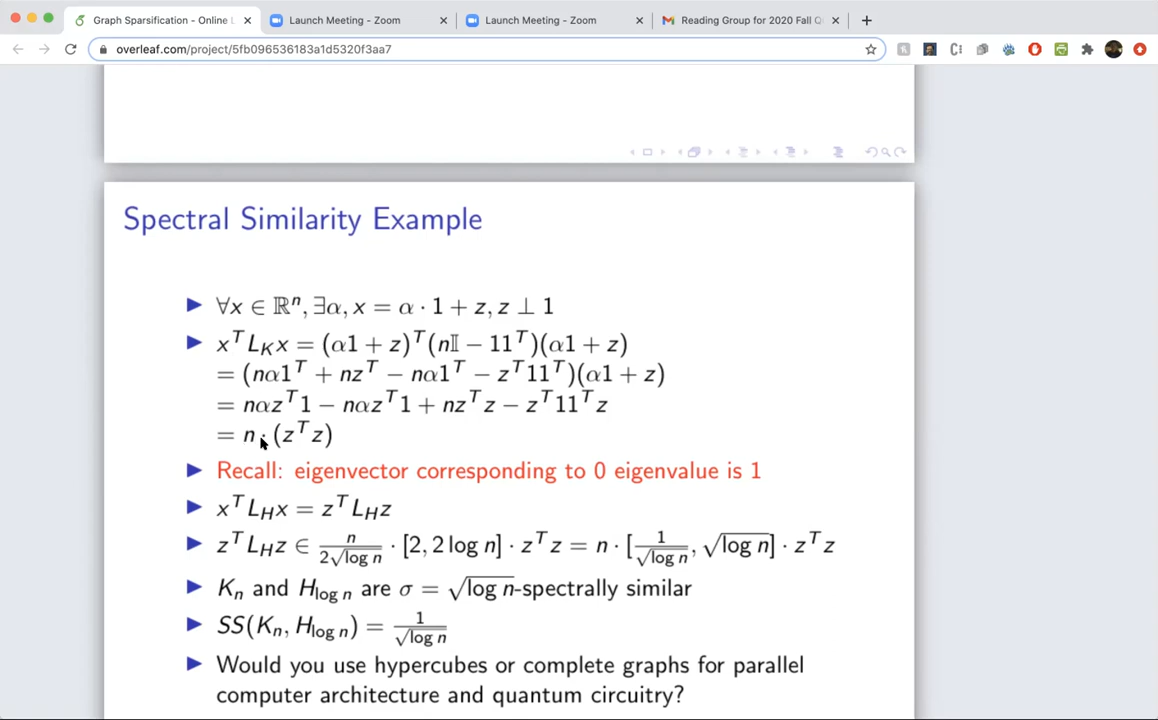 Graph Sparsification - Online L
Launch Meeting - Zoom
Launch Meeting - Zoom
Reading Group for 2020 Fall Q
overleaf.com/project/5fb096536183a1d5320f3aa7
Spectral Similarity Example
∀x ∈ ℝⁿ, ∃α, x = α · 1 + z, z ⊥ 1
xᵀL_K x = (α1 + z)ᵀ(n𝕀 − 11ᵀ)(α1 + z)
= (nα1ᵀ + nzᵀ − nα1ᵀ − zᵀ11ᵀ)(α1 + z)
= nαzᵀ1 − nαzᵀ1 + nzᵀz − zᵀ11ᵀz
= n · (zᵀz)
Recall: eigenvector corresponding to 0 eigenvalue is 1
xᵀL_H x = zᵀL_H z
zᵀL_H z ∈ n/(2√log n) · [2, 2 log n] · zᵀz = n · [1/√log n, √log n] · zᵀz
K_n and H_{log n} are σ = √log n-spectrally similar
SS(K_n, H_{log n}) = 1/√log n
Would you use hypercubes or complete graphs for parallel
computer architecture and quantum circuitry?